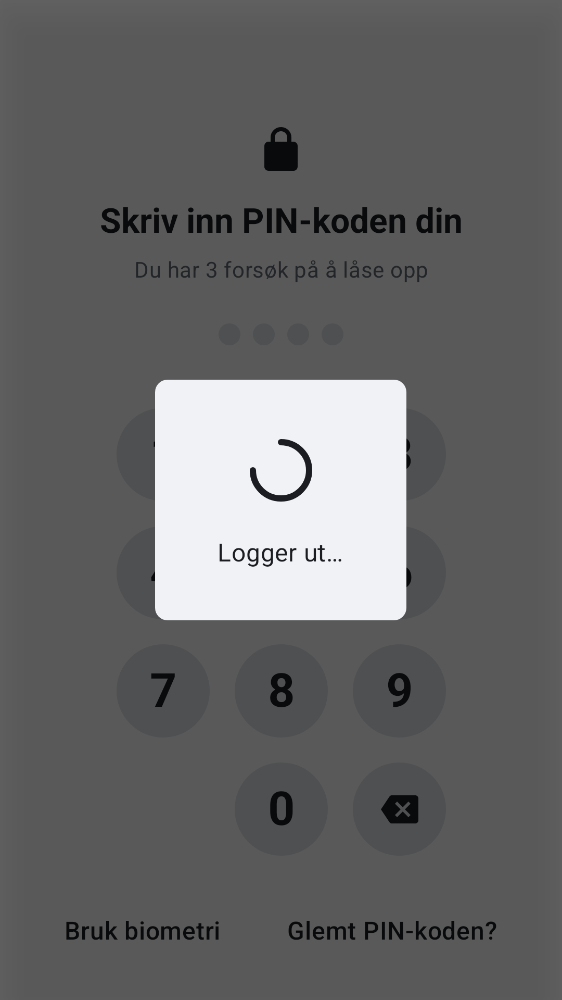 Skriv inn PIN-koden din
Du har 3 forsøk på å låse opp
Logger ut…
7 8 9
0
Bruk biometri
Glemt PIN-koden?